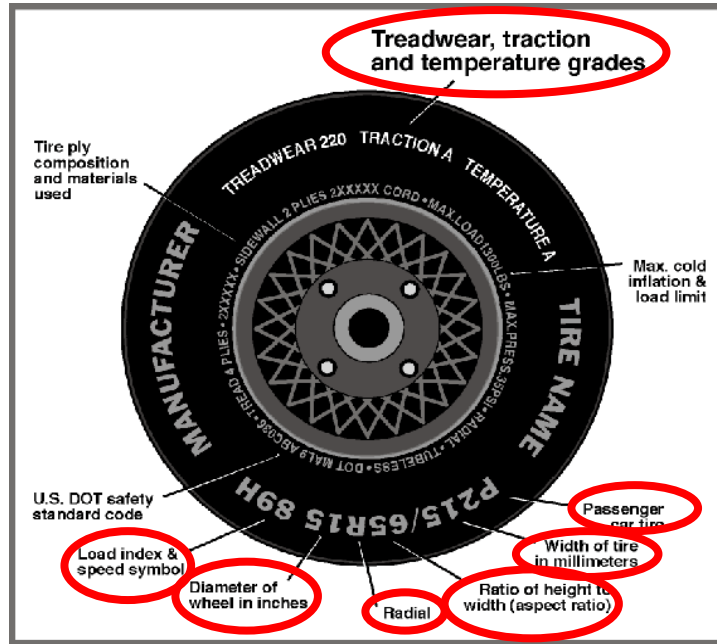 Treadwear, traction
and temperature grades
Tire ply
composition
and materials
used
TREADWEAR 220 TRACTION A TEMPERATURE A
SIDEWALL 2 PLIES 2XXXXX CORD • MAX. LOAD 1300LBS • MAX.PRESS.35PSI • RADIAL • TUBELESS • DOT MAL9 ABC036 • TREAD 4 PLIES • 2XXXXX •
Max. cold
inflation &
load limit
MANUFACTURER
TIRE NAME
P215/65R15 89H
U.S. DOT safety
standard code
Passenger
car tire
Load index &
speed symbol
Width of tire
in millimeters
Diameter of
wheel in inches
Radial
Ratio of height to
width (aspect ratio)